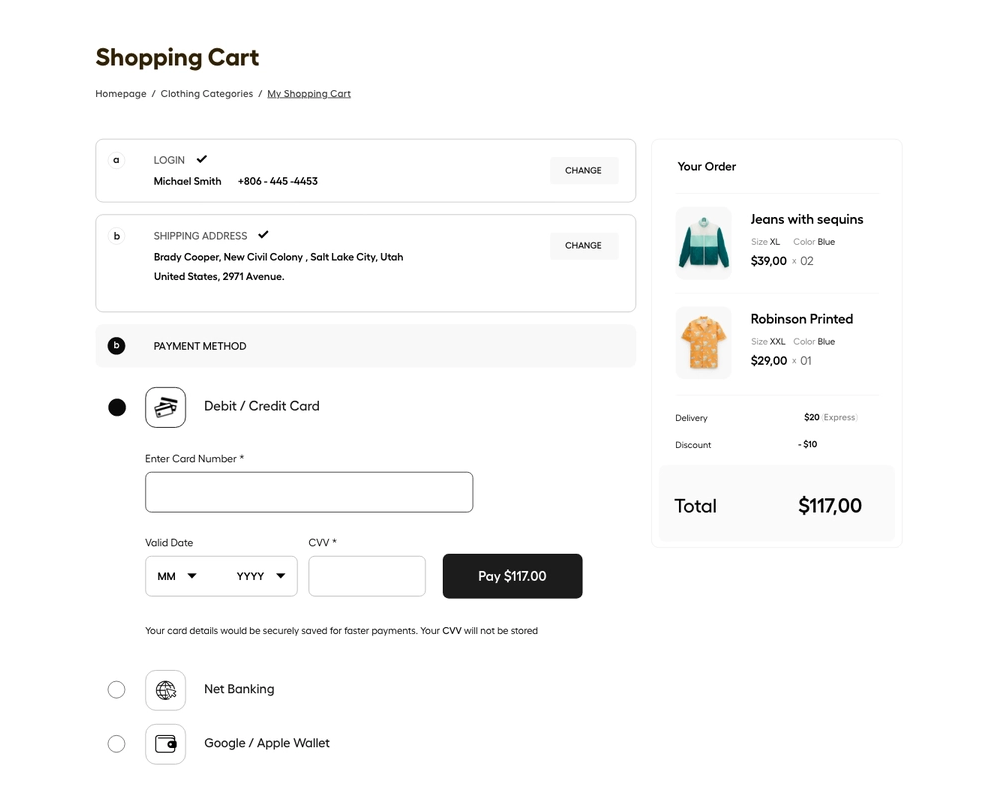 Shopping Cart
Homepage / Clothing Categories / My Shopping Cart
a
LOGIN
Michael Smith +806 - 445 -4453
CHANGE
b
SHIPPING ADDRESS
Brady Cooper, New Civil Colony , Salt Lake City, Utah
United States, 2971 Avenue.
CHANGE
b
PAYMENT METHOD
Debit / Credit Card
Enter Card Number *
Valid Date
MM
YYYY
CVV *
Pay $117.00
Your card details would be securely saved for faster payments. Your CVV will not be stored
Net Banking
Google / Apple Wallet
Your Order
Jeans with sequins
Size XL Color Blue
$39,00 x 02
Robinson Printed
Size XXL Color Blue
$29,00 x 01
Delivery $20 (Express)
Discount - $10
Total $117,00